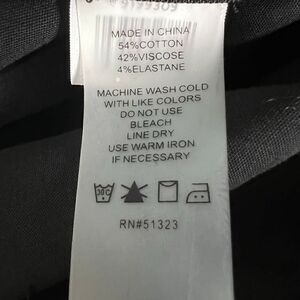 MADE IN CHINA
54%COTTON
42%VISCOSE
4%ELASTANE
MACHINE WASH COLD
WITH LIKE COLORS
DO NOT USE
BLEACH
LINE DRY
USE WARM IRON
IF NECESSARY
30C
RN#51323